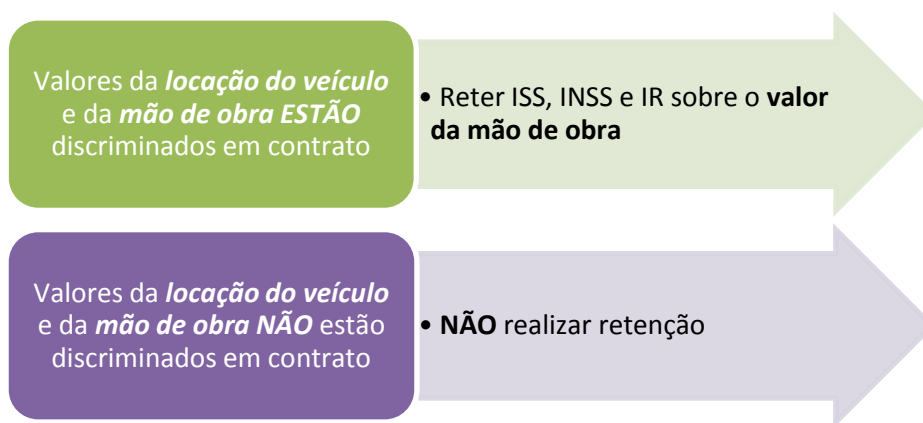 Valores da locação do veículo
e da mão de obra ESTÃO
discriminados em contrato
• Reter ISS, INSS e IR sobre o valor
da mão de obra
Valores da locação do veículo
e da mão de obra NÃO estão
discriminados em contrato
• NÃO realizar retenção